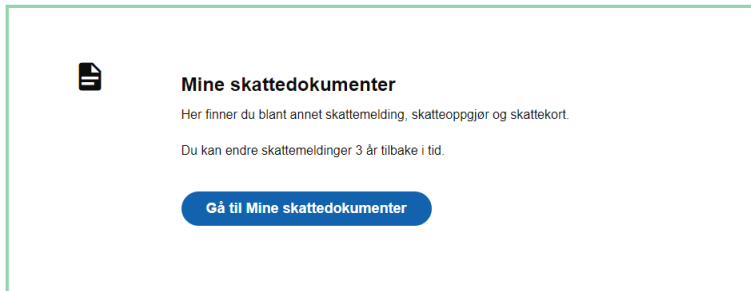 Mine skattedokumenter
Her finner du blant annet skattemelding, skatteoppgjør og skattekort.
Du kan endre skattemeldinger 3 år tilbake i tid.
Gå til Mine skattedokumenter